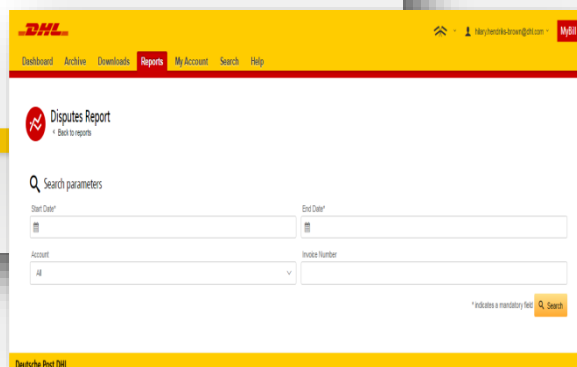 DHL
hilary.hendriks-brown@dhl.com
MyBill
Dashboard Archive Downloads Reports My Account Search Help
Disputes Report
Back to reports
Search parameters
Start Date* End Date*
Account Invoice Number
All
* indicates a mandatory field Search
Deutsche Post DHL